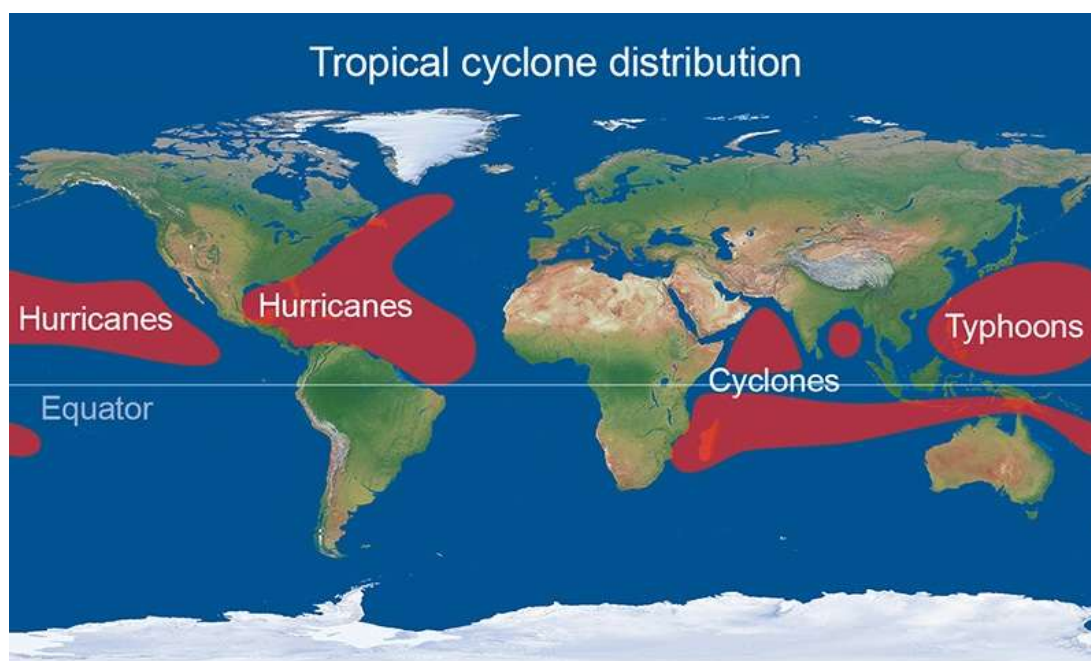 Tropical cyclone distribution
Hurricanes
Hurricanes
Typhoons
Cyclones
Equator